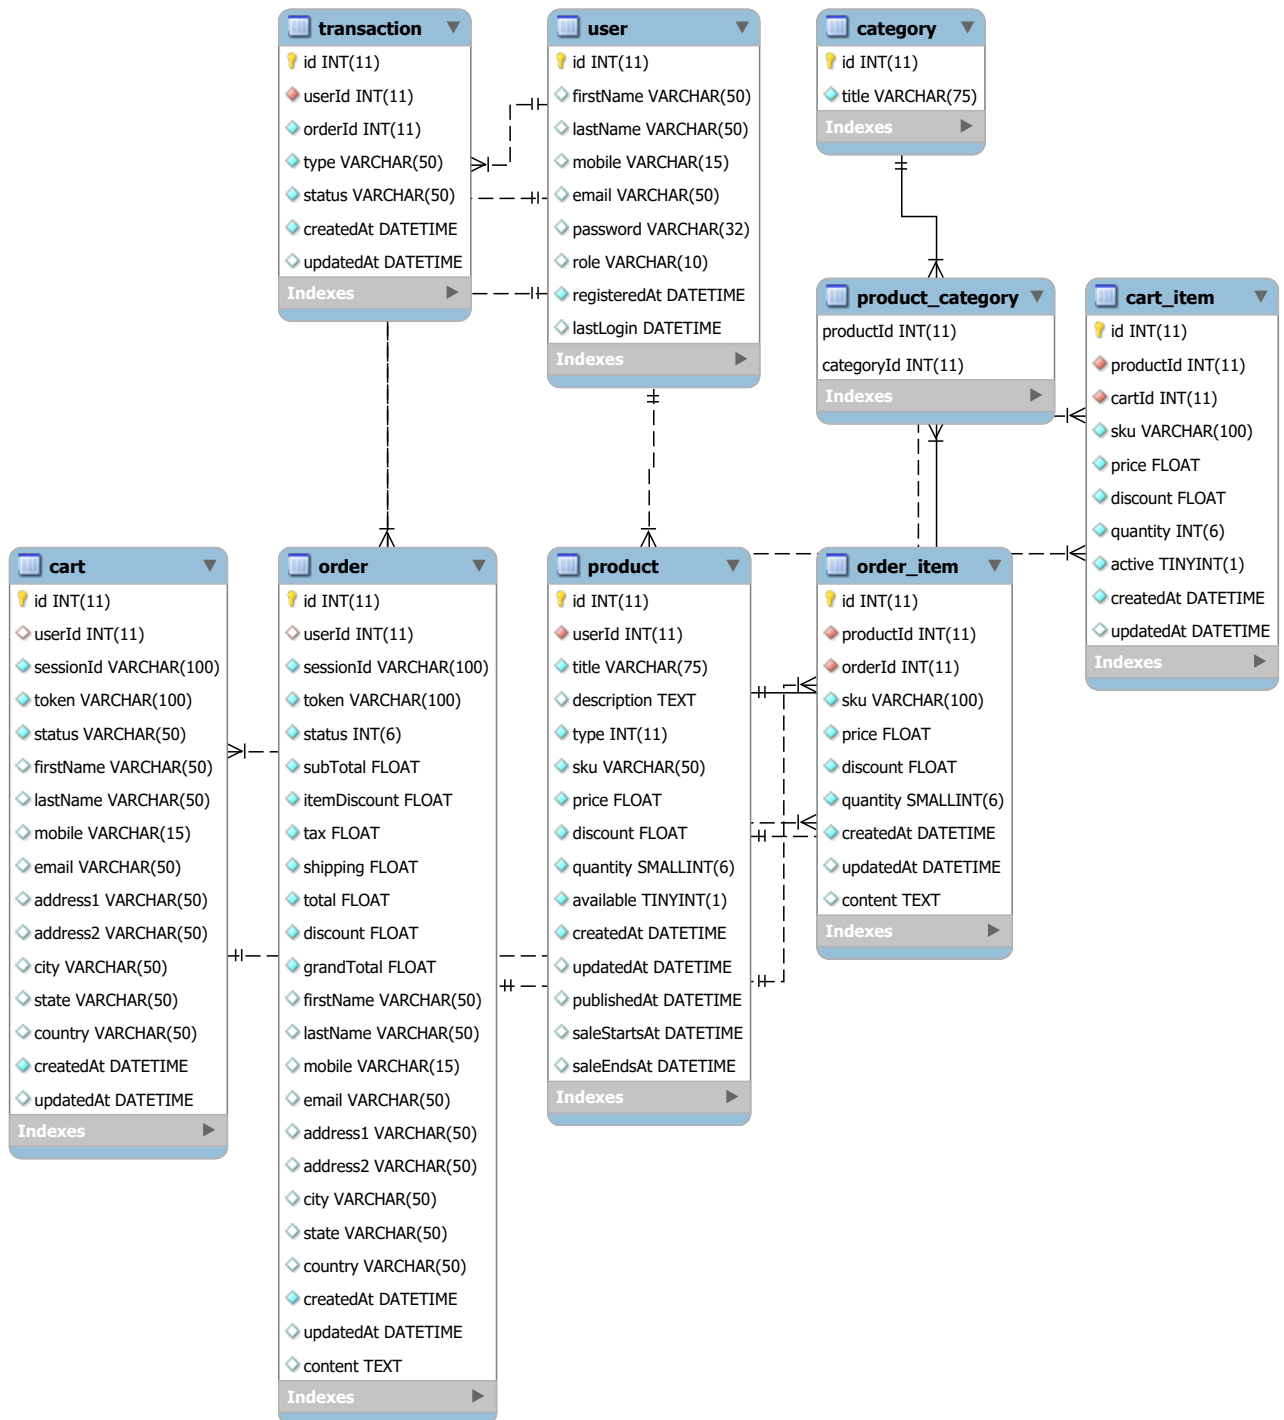 transaction
id INT(11)
userId INT(11)
orderId INT(11)
type VARCHAR(50)
status VARCHAR(50)
createdAt DATETIME
updatedAt DATETIME
Indexes
user
id INT(11)
firstName VARCHAR(50)
lastName VARCHAR(50)
mobile VARCHAR(15)
email VARCHAR(50)
password VARCHAR(32)
role VARCHAR(10)
registeredAt DATETIME
lastLogin DATETIME
Indexes
category
id INT(11)
title VARCHAR(75)
Indexes
product_category
productId INT(11)
categoryId INT(11)
Indexes
cart_item
id INT(11)
productId INT(11)
cartId INT(11)
sku VARCHAR(100)
price FLOAT
discount FLOAT
quantity INT(6)
active TINYINT(1)
createdAt DATETIME
updatedAt DATETIME
Indexes
cart
id INT(11)
userId INT(11)
sessionId VARCHAR(100)
token VARCHAR(100)
status VARCHAR(50)
firstName VARCHAR(50)
lastName VARCHAR(50)
mobile VARCHAR(15)
email VARCHAR(50)
address1 VARCHAR(50)
address2 VARCHAR(50)
city VARCHAR(50)
state VARCHAR(50)
country VARCHAR(50)
createdAt DATETIME
updatedAt DATETIME
Indexes
order
id INT(11)
userId INT(11)
sessionId VARCHAR(100)
token VARCHAR(100)
status INT(6)
subTotal FLOAT
itemDiscount FLOAT
tax FLOAT
shipping FLOAT
total FLOAT
discount FLOAT
grandTotal FLOAT
firstName VARCHAR(50)
lastName VARCHAR(50)
mobile VARCHAR(15)
email VARCHAR(50)
address1 VARCHAR(50)
address2 VARCHAR(50)
city VARCHAR(50)
state VARCHAR(50)
country VARCHAR(50)
createdAt DATETIME
updatedAt DATETIME
content TEXT
Indexes
product
id INT(11)
userId INT(11)
title VARCHAR(75)
description TEXT
type INT(11)
sku VARCHAR(50)
price FLOAT
discount FLOAT
quantity SMALLINT(6)
available TINYINT(1)
createdAt DATETIME
updatedAt DATETIME
publishedAt DATETIME
saleStartsAt DATETIME
saleEndsAt DATETIME
Indexes
order_item
id INT(11)
productId INT(11)
orderId INT(11)
sku VARCHAR(100)
price FLOAT
discount FLOAT
quantity SMALLINT(6)
createdAt DATETIME
updatedAt DATETIME
content TEXT
Indexes